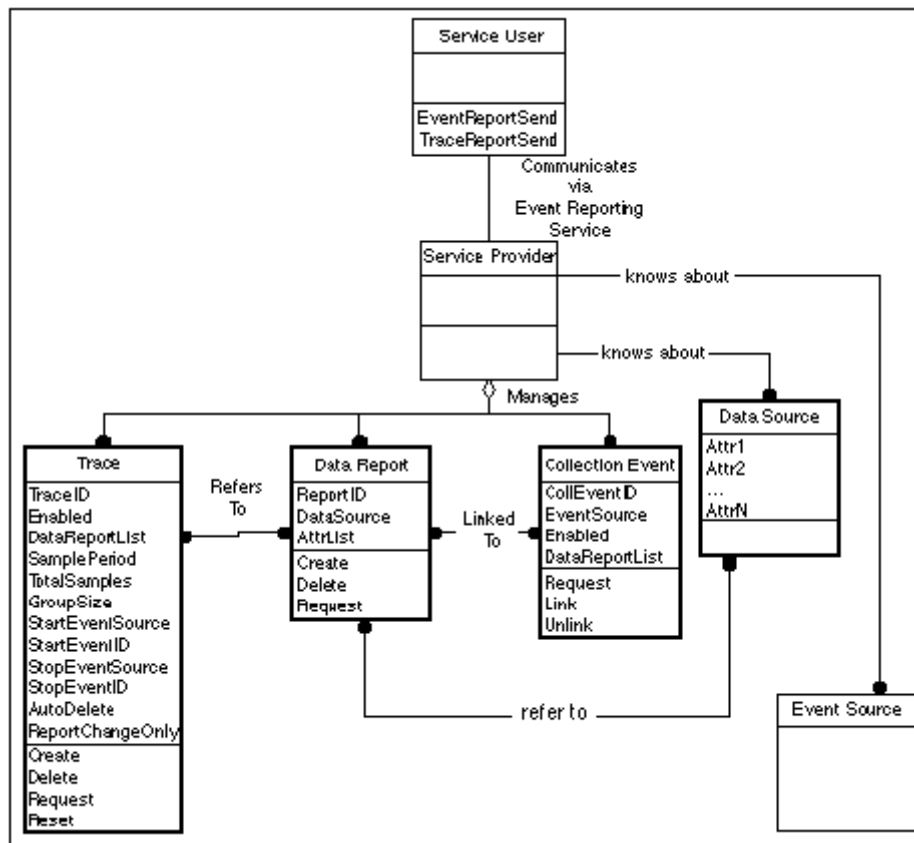 Service User
EventReportSend
TraceReportSend
Communicates
via
Event Reporting
Service
Service Provider
knows about
knows about
Manages
Data Source
Attr1
Attr2
...
AttrN
Trace
TraceID
Enabled
DataReportList
SamplePeriod
TotalSamples
GroupSize
StartEventSource
StartEventID
StopEventSource
StopEventID
AutoDelete
ReportChangeOnly
Create
Delete
Request
Reset
Refers
To
Data Report
ReportID
DataSource
AttrList
Create
Delete
Request
Linked
To
Collection Event
CollEventID
EventSource
Enabled
DataReportList
Request
Link
Unlink
refer to
Event Source